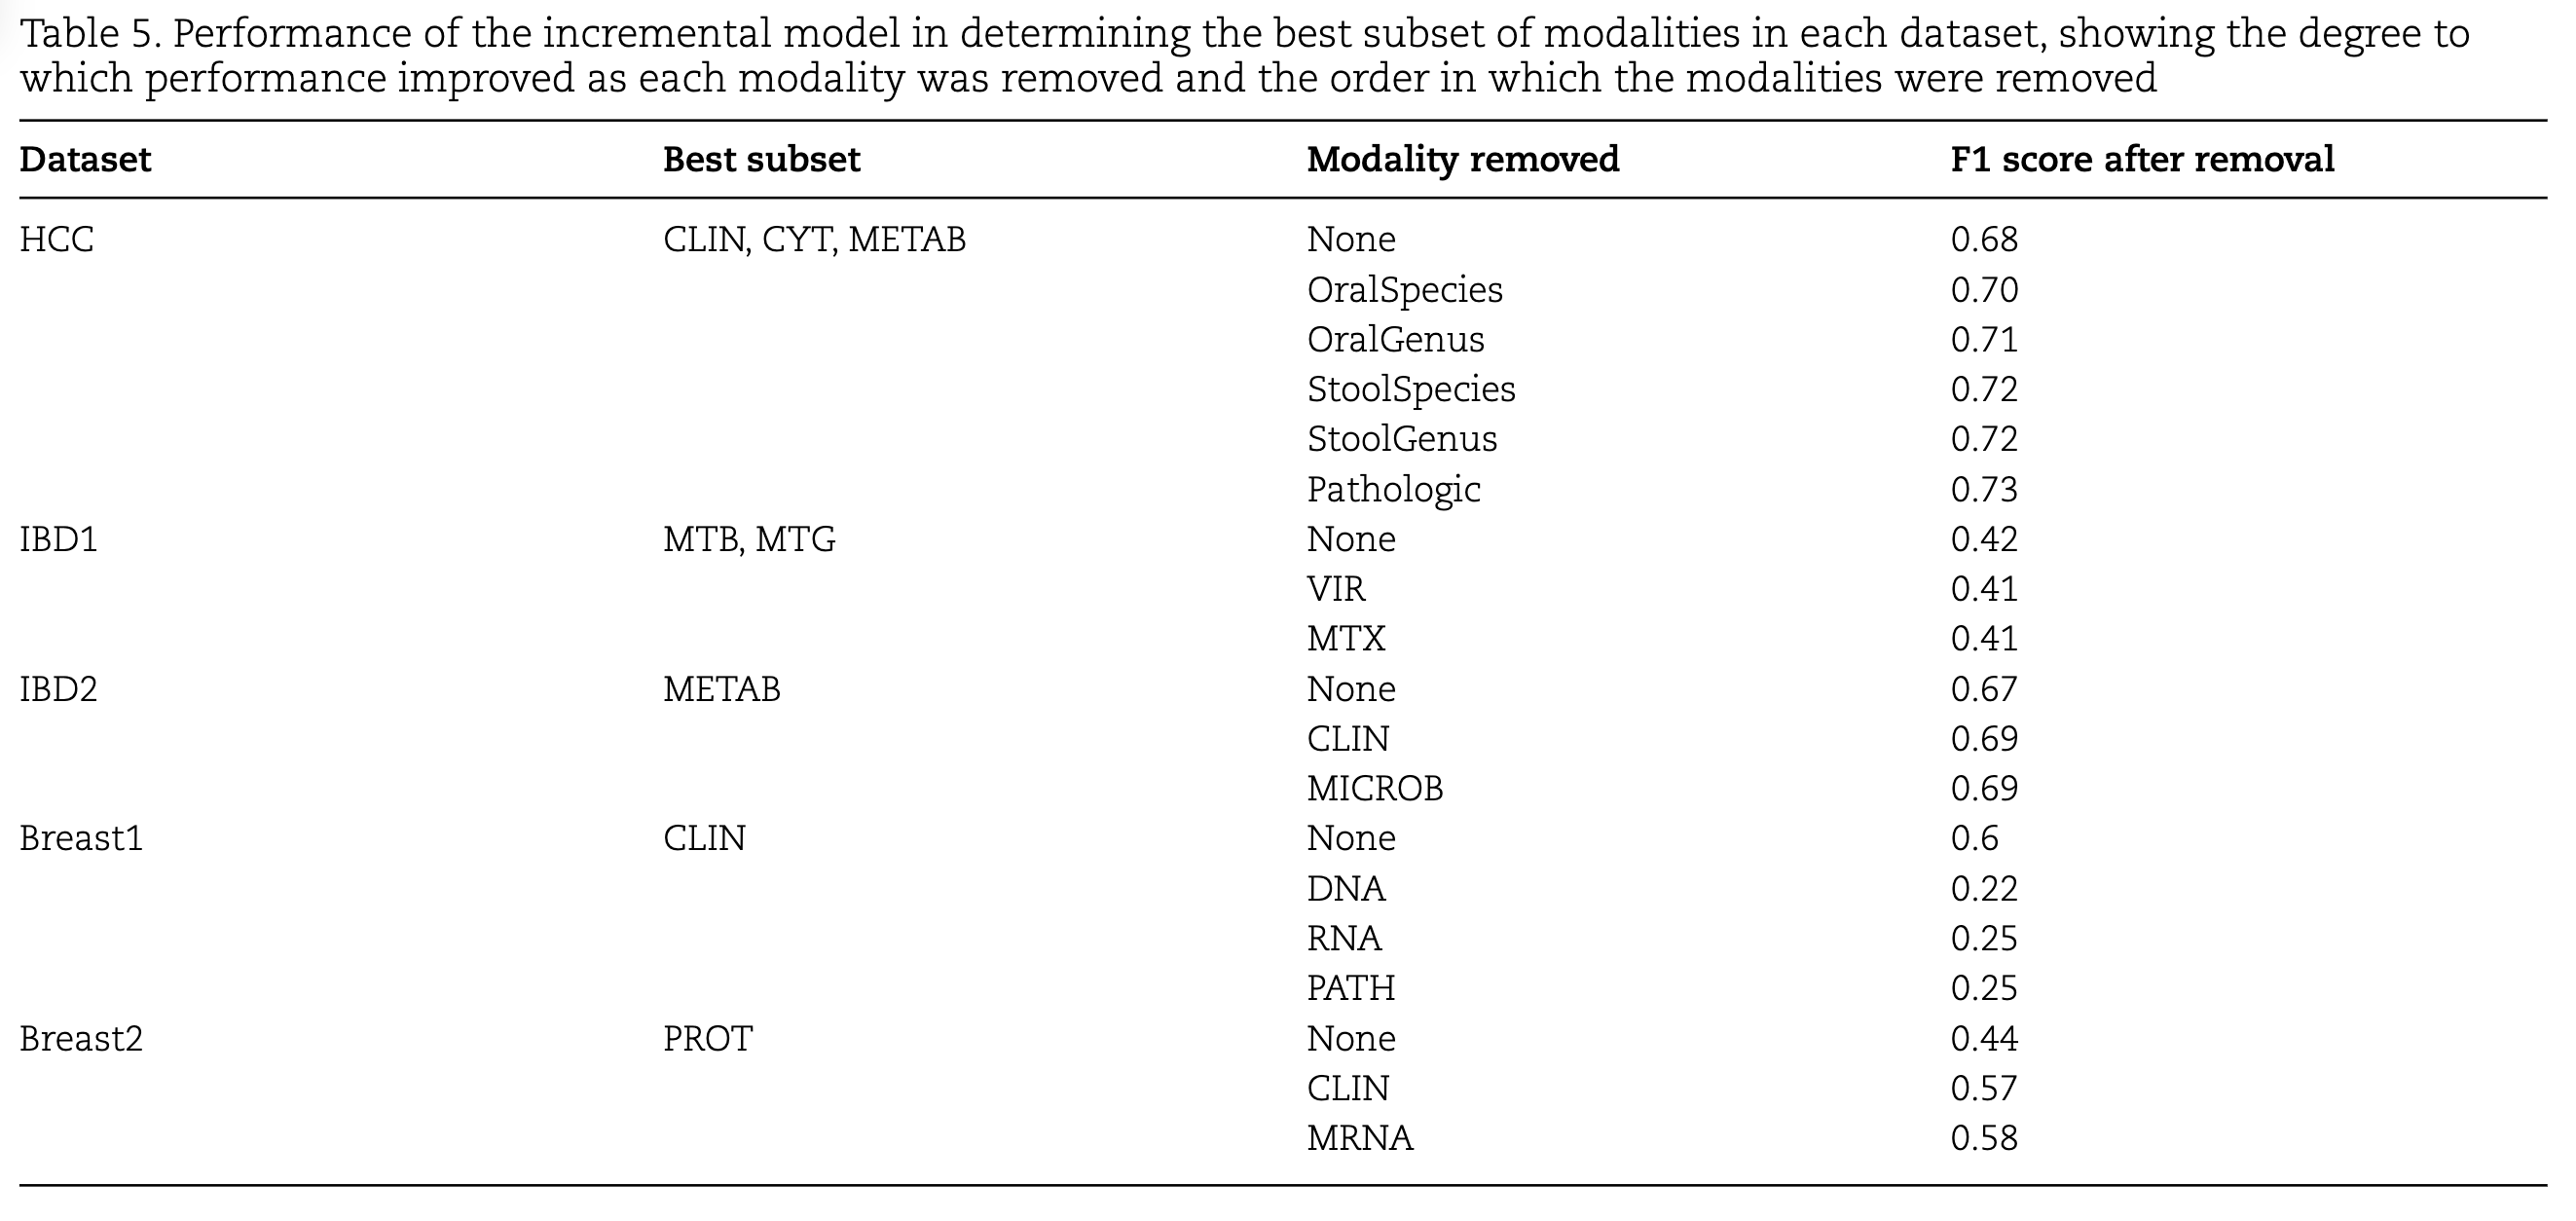 Table 5. Performance of the incremental model in determining the best subset of modalities in each dataset, showing the degree to
which performance improved as each modality was removed and the order in which the modalities were removed
Dataset Best subset Modality removed F1 score after removal
HCC CLIN, CYT, METAB None 0.68
OralSpecies 0.70
OralGenus 0.71
StoolSpecies 0.72
StoolGenus 0.72
Pathologic 0.73
IBD1 MTB, MTG None 0.42
VIR 0.41
MTX 0.41
IBD2 METAB None 0.67
CLIN 0.69
MICROB 0.69
Breast1 CLIN None 0.6
DNA 0.22
RNA 0.25
PATH 0.25
Breast2 PROT None 0.44
CLIN 0.57
MRNA 0.58